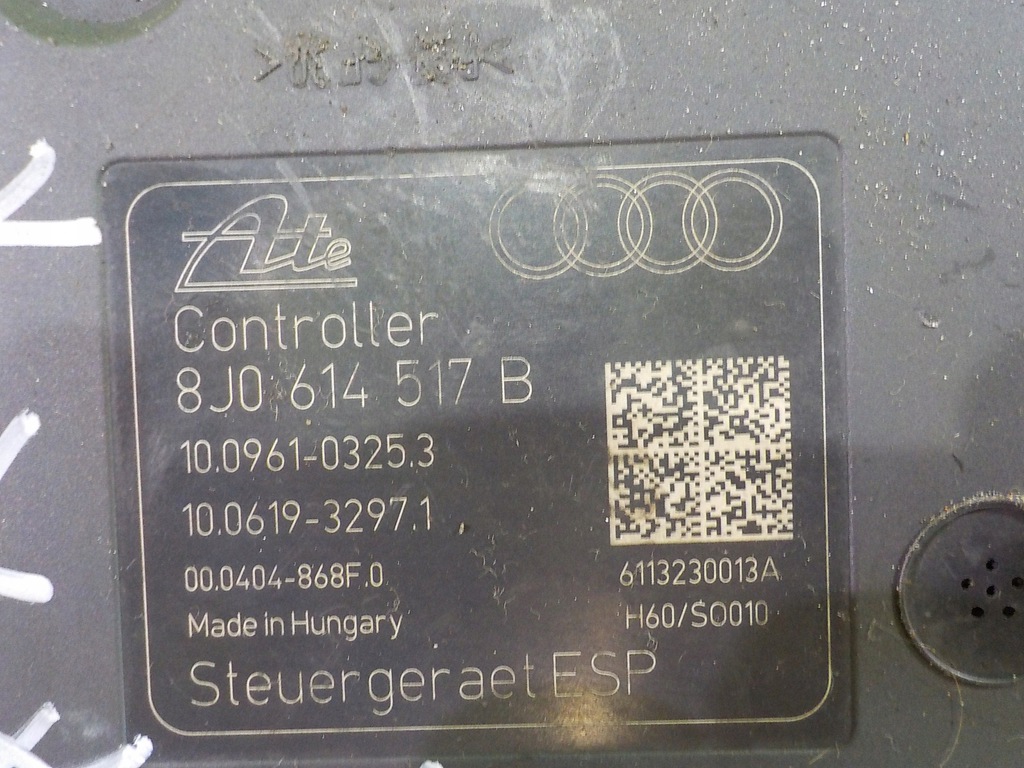 Ate
Controller
8J0 614 517 B
10.0961-0325.3
10.0619-3297.1
00.0404-868F.0
Made in Hungary
Steuergeraet ESP
6113230013A
H60/SO010